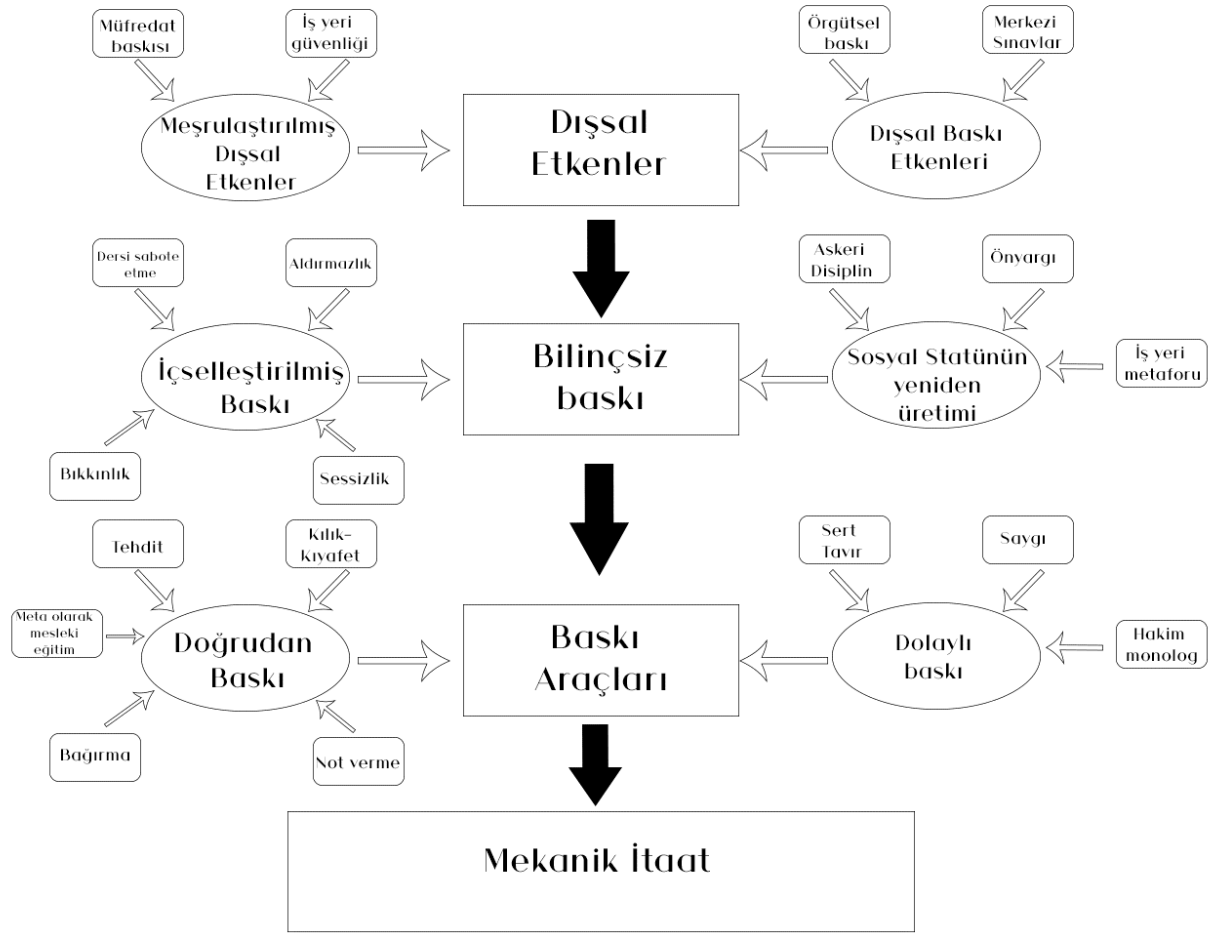 Müfredat
baskısı
İş yeri
güvenliği
Örgütsel
baskı
Merkezi
Sınavlar
Meşrulaştırılmış
Dışsal
Etkenler
Dışsal
Etkenler
Dışsal Baskı
Etkenleri
Dersi sabote
etme
Aldırmazlık
Askeri
Disiplin
Önyargı
İçselleştirilmiş
Baskı
Bilinçsiz
baskı
Sosyal Statünün
yeniden
üretimi
İş yeri
metaforu
Bıkkınlık
Sessizlik
Tehdit
Kılık-
kıyafet
Sert
Tavır
Saygı
Meta olarak
mesleki
eğitim
Doğrudan
Baskı
Baskı
Araçları
Dolaylı
baskı
Hakim
monolog
Bağırma
Not verme
Mekanik İtaat